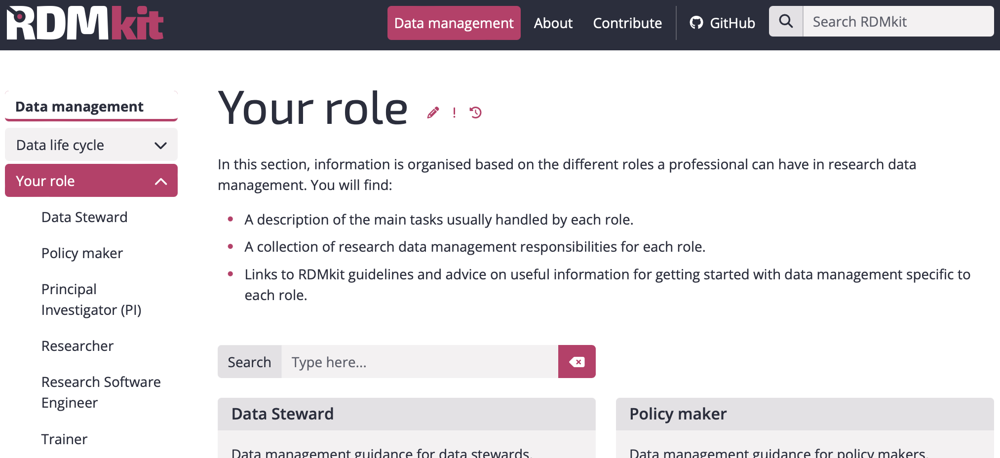 RDMkit
Data management
About
Contribute
GitHub
Search RDMkit
Data management
Data life cycle
Your role
Data Steward
Policy maker
Principal
Investigator (PI)
Researcher
Research Software
Engineer
Trainer
Your role
In this section, information is organised based on the different roles a professional can have in research data
management. You will find:
• A description of the main tasks usually handled by each role.
• A collection of research data management responsibilities for each role.
• Links to RDMkit guidelines and advice on useful information for getting started with data management specific to
each role.
Search
Type here...
Data Steward
Data management guidance for data stewards.
Policy maker
Data management guidance for policy makers.